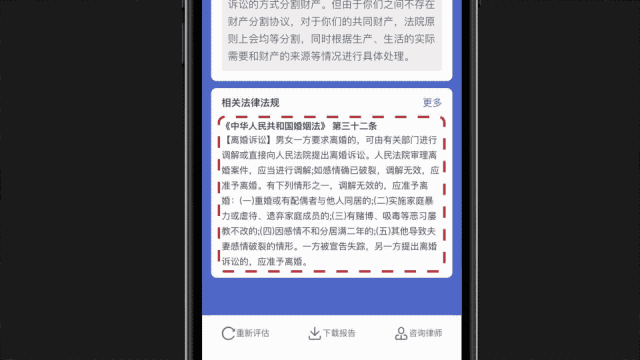 诉讼的方式分割财产。但由于你们之间不存在
财产分割协议，对于你们的共同财产，法院原
则上会均等分割，同时根据生产、生活的实际
需要和财产的来源等情况进行具体处理。
相关法律法规
更多
《中华人民共和国婚姻法》 第三十二条
【离婚诉讼】男女一方要求离婚的，可由有关部门进行
调解或直接向人民法院提出离婚诉讼。人民法院审理离
婚案件，应当进行调解;如感情确已破裂，调解无效，应
准予离婚。有下列情形之一，调解无效的，应准予离
婚：(一)重婚或有配偶者与他人同居的;(二)实施家庭暴
力或虐待、遗弃家庭成员的;(三)有赌博、吸毒等恶习屡
教不改的;(四)因感情不和分居满二年的;(五)其他导致夫
妻感情破裂的情形。一方被宣告失踪，另一方提出离婚
诉讼的，应准予离婚。
重新评估
下载报告
咨询律师